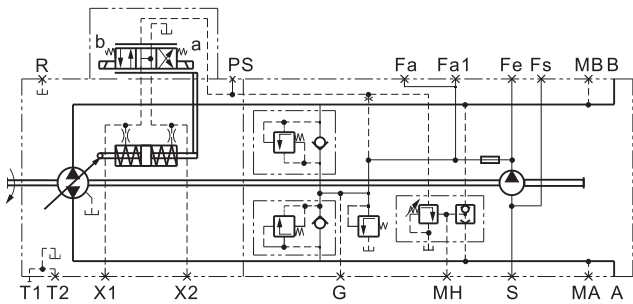 b a
R PS Fa Fa1 Fe Fs MB B
T1 T2 X1 X2 G MH S MA A